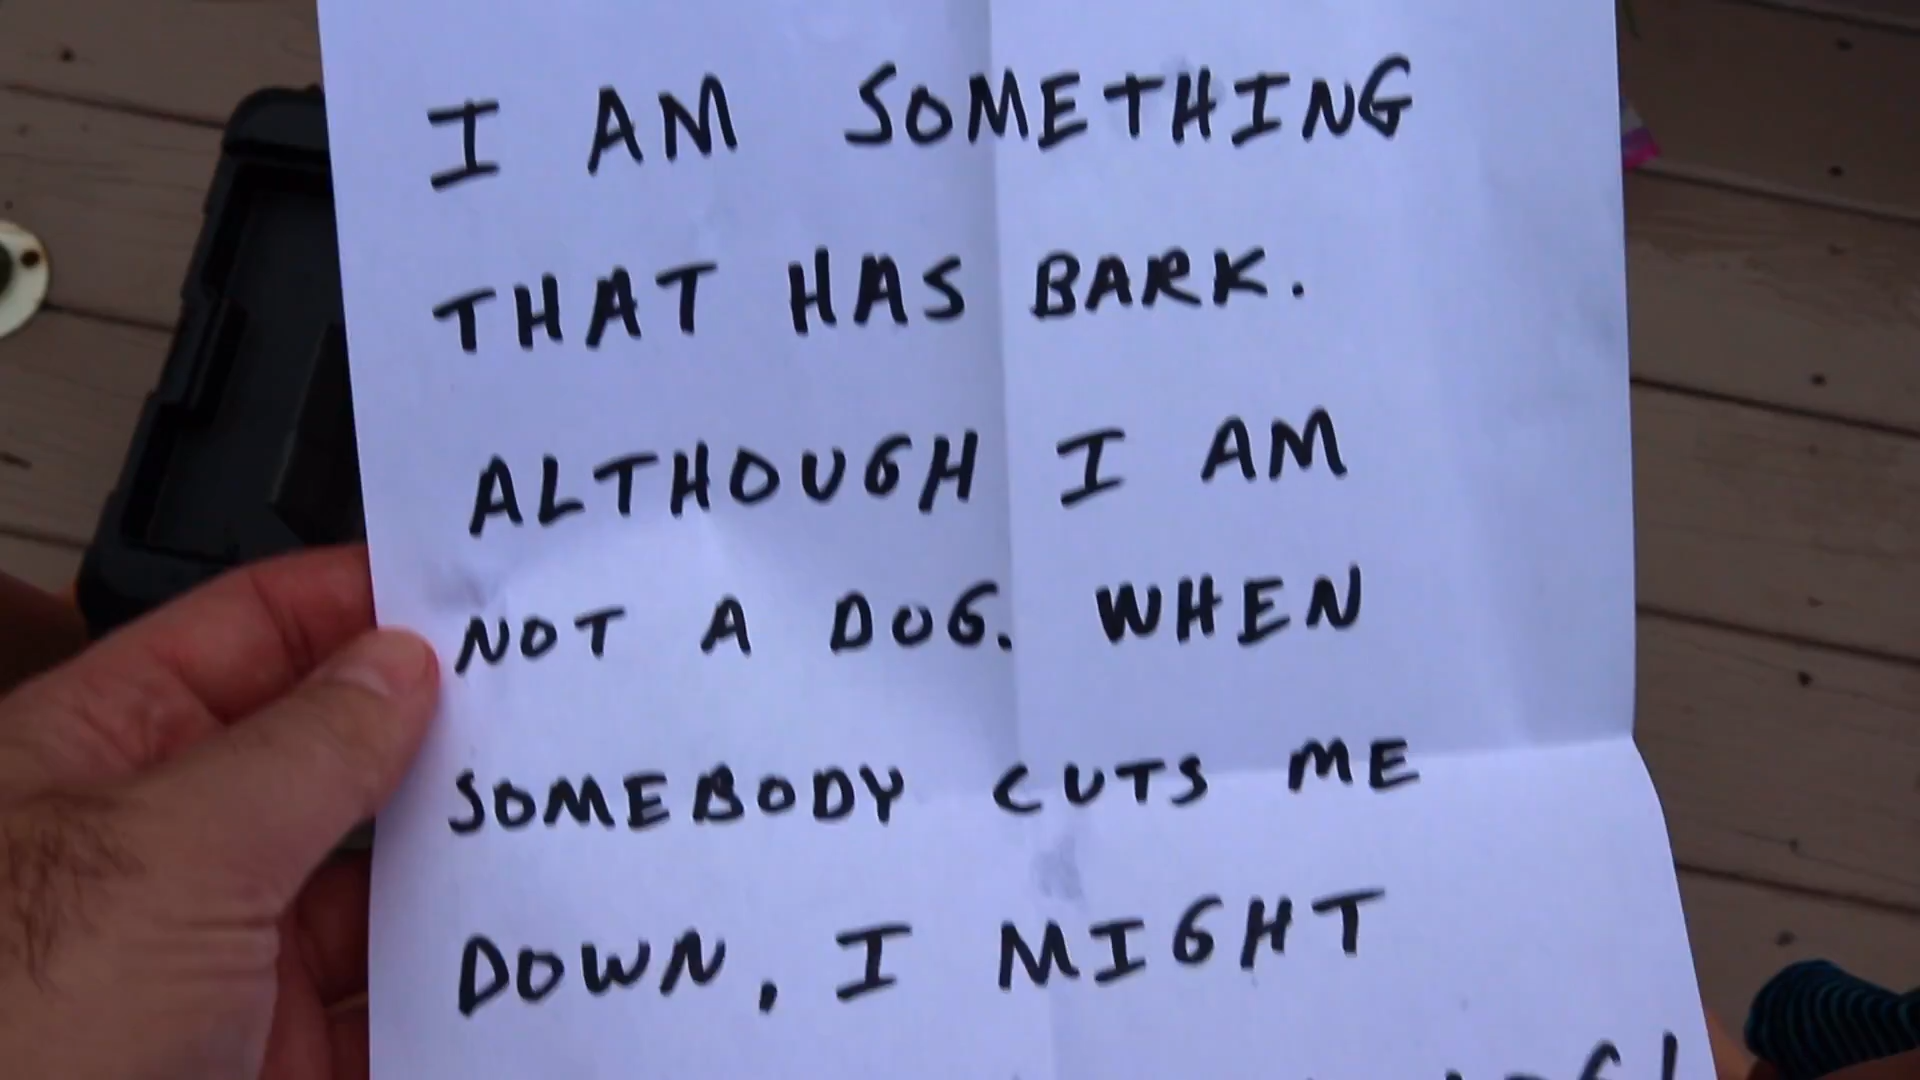 I AM SOMETHING
THAT HAS BARK.
ALTHOUGH I AM
NOT A DOG. WHEN
SOMEBODY CUTS ME
DOWN, I MIGHT